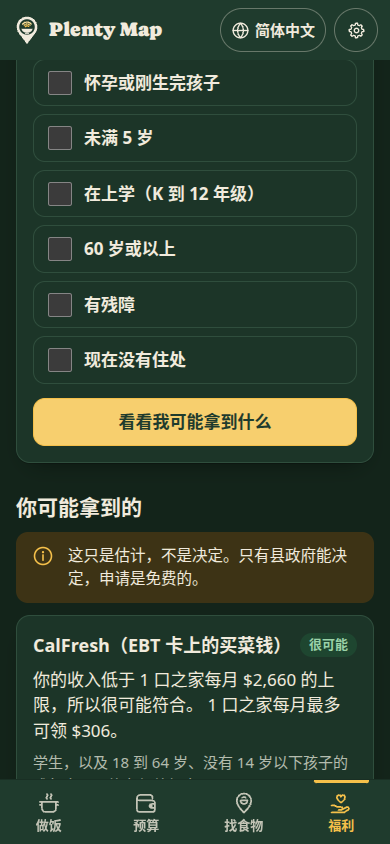 Plenty Map
简体中文
怀孕或刚生完孩子
未满 5 岁
在上学（K 到 12 年级）
60 岁或以上
有残障
现在没有住处
看看我可能拿到什么
你可能拿到的
这只是估计，不是决定。只有县政府能决
定，申请是免费的。
CalFresh（EBT 卡上的买菜钱）
很可能
你的收入低于 1 口之家每月 $2,660 的上
限，所以很可能符合。 1 口之家每月最多
可领 $306。
学生，以及 18 到 64 岁、没有 14 岁以下孩子的
做饭
预算
找食物
福利